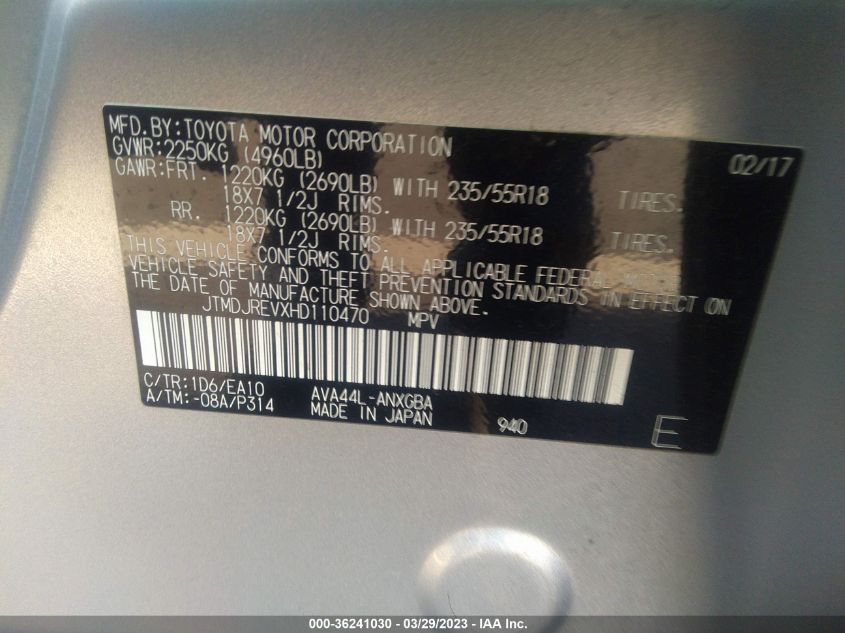 MFD.BY:TOYOTA MOTOR CORPORATION 02/17
GVWR:2250KG (4960LB)
GAWR:FRT. 1220KG (2690LB) WITH 235/55R18 TIRES.
18X7 1/2J RIMS.
RR. 1220KG (2690LB) WITH 235/55R18 TIRES.
18X7 1/2J RIMS.
THIS VEHICLE CONFORMS TO ALL APPLICABLE FEDERAL MOTOR
VEHICLE SAFETY AND THEFT PREVENTION STANDARDS IN EFFECT ON
THE DATE OF MANUFACTURE SHOWN ABOVE.
JTMDJREVXHD110470 MPV
C/TR:1D6/EA10 AVA44L-ANXGBA
A/TM:-08A/P314 MADE IN JAPAN 940 E
000-36241030 - 03/29/2023 - © IAA Inc.